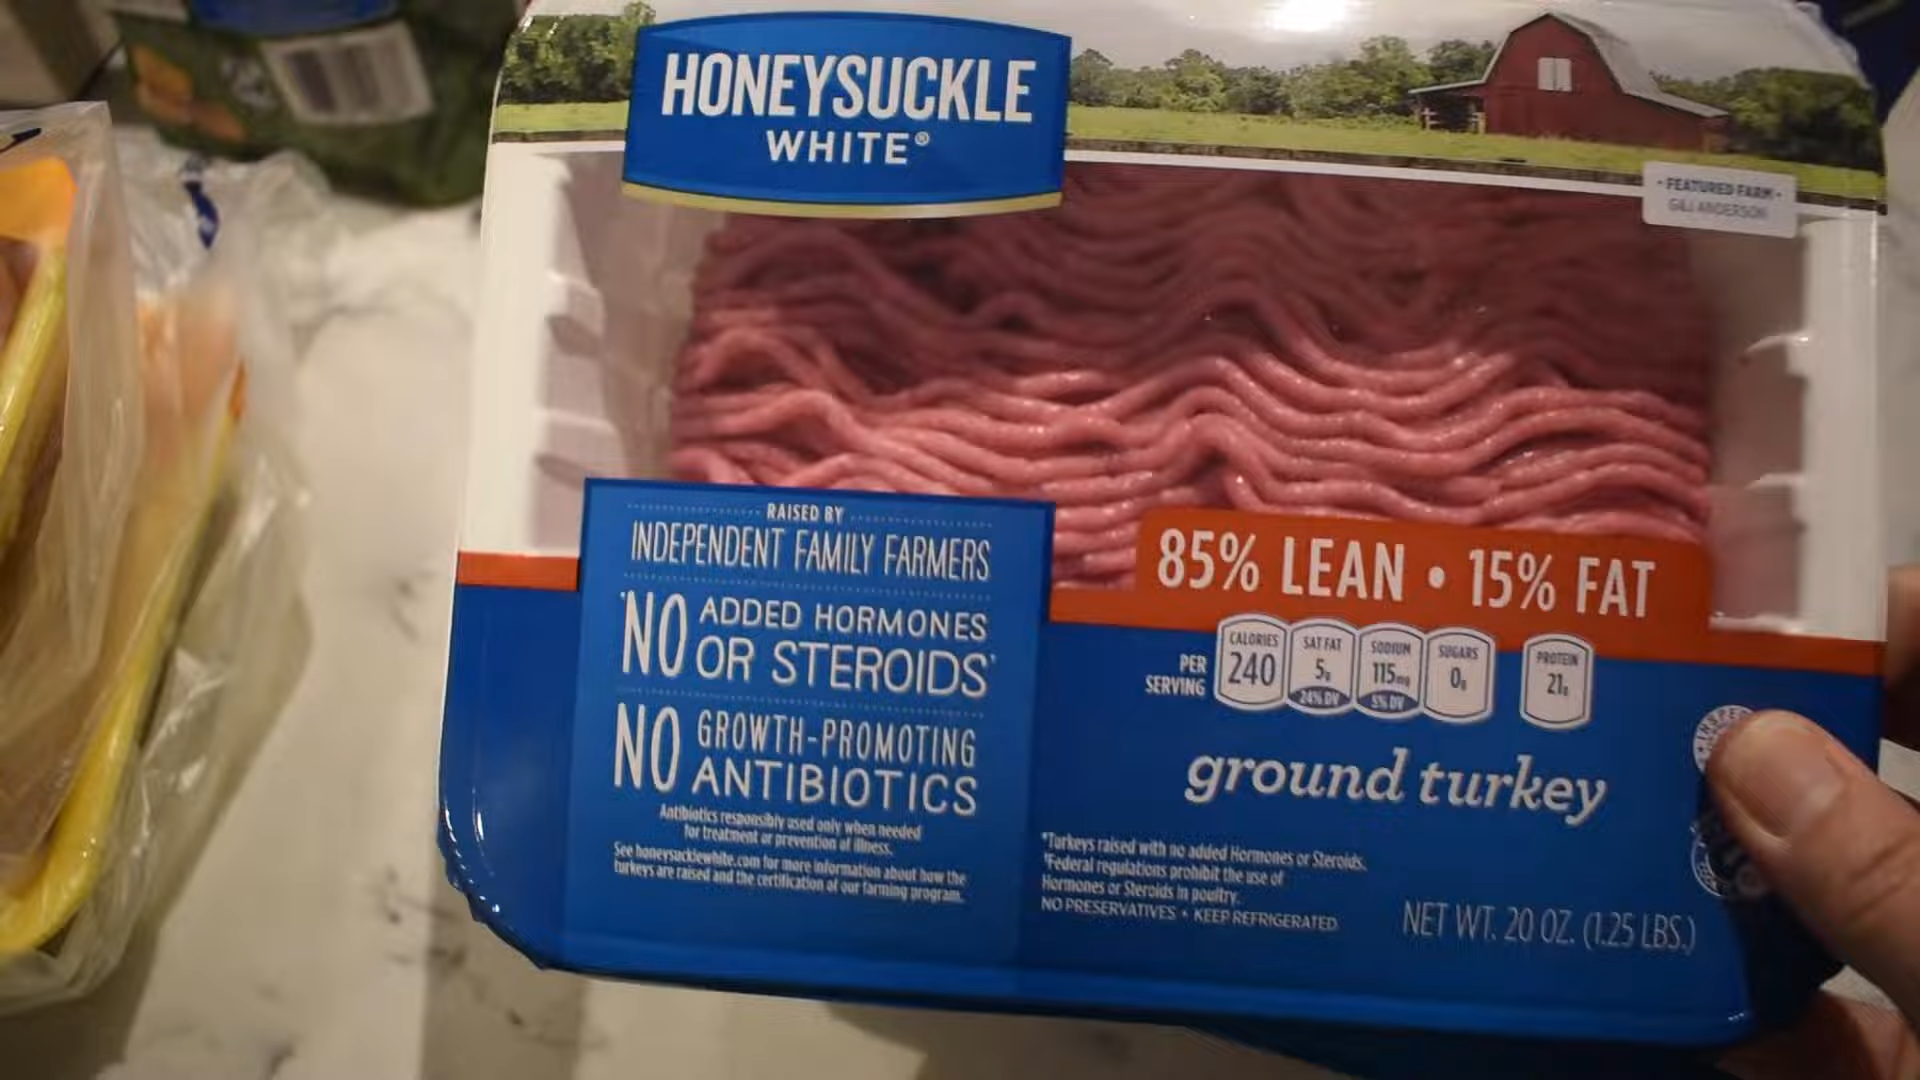 HONEYSUCKLE
WHITE®
• FEATURED FARM •
RAISED BY
INDEPENDENT FAMILY FARMERS
*NO ADDED HORMONES
OR STEROIDS*
NO GROWTH-PROMOTING
ANTIBIOTICS
Antibiotics responsibly used only when needed
for treatment or prevention of illness.
See honeysucklewhite.com for more information about how the
turkeys are raised and the certification of our farming program.
85% LEAN • 15% FAT
PER
SERVING
CALORIES
240
SAT FAT
5g
24% DV
SODIUM
115mg
5% DV
SUGARS
0g
PROTEIN
21g
ground turkey
*Turkeys raised with no added Hormones or Steroids.
*Federal regulations prohibit the use of
Hormones or Steroids in poultry.
NO PRESERVATIVES • KEEP REFRIGERATED
NET WT. 20 OZ. (1.25 LBS.)